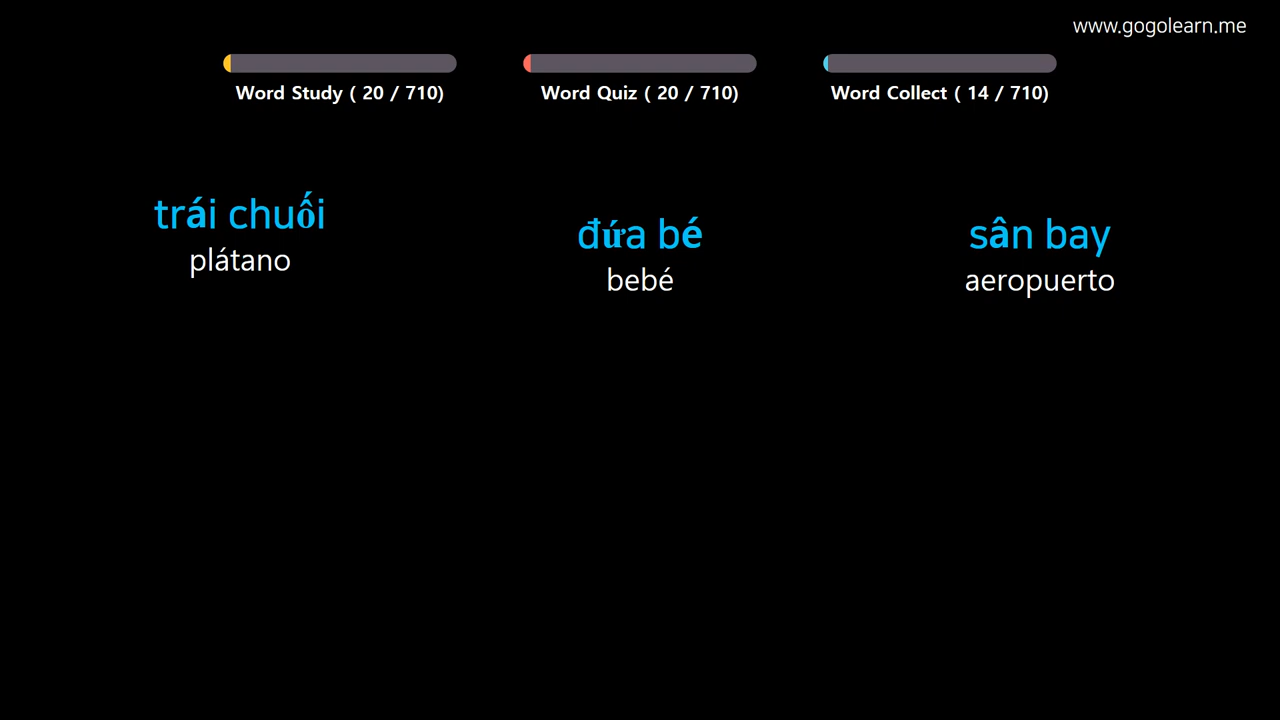 www.gogolearn.me
Word Study ( 20 / 710)
Word Quiz ( 20 / 710)
Word Collect ( 14 / 710)
trái chuối
plátano
đứa bé
bebé
sân bay
aeropuerto